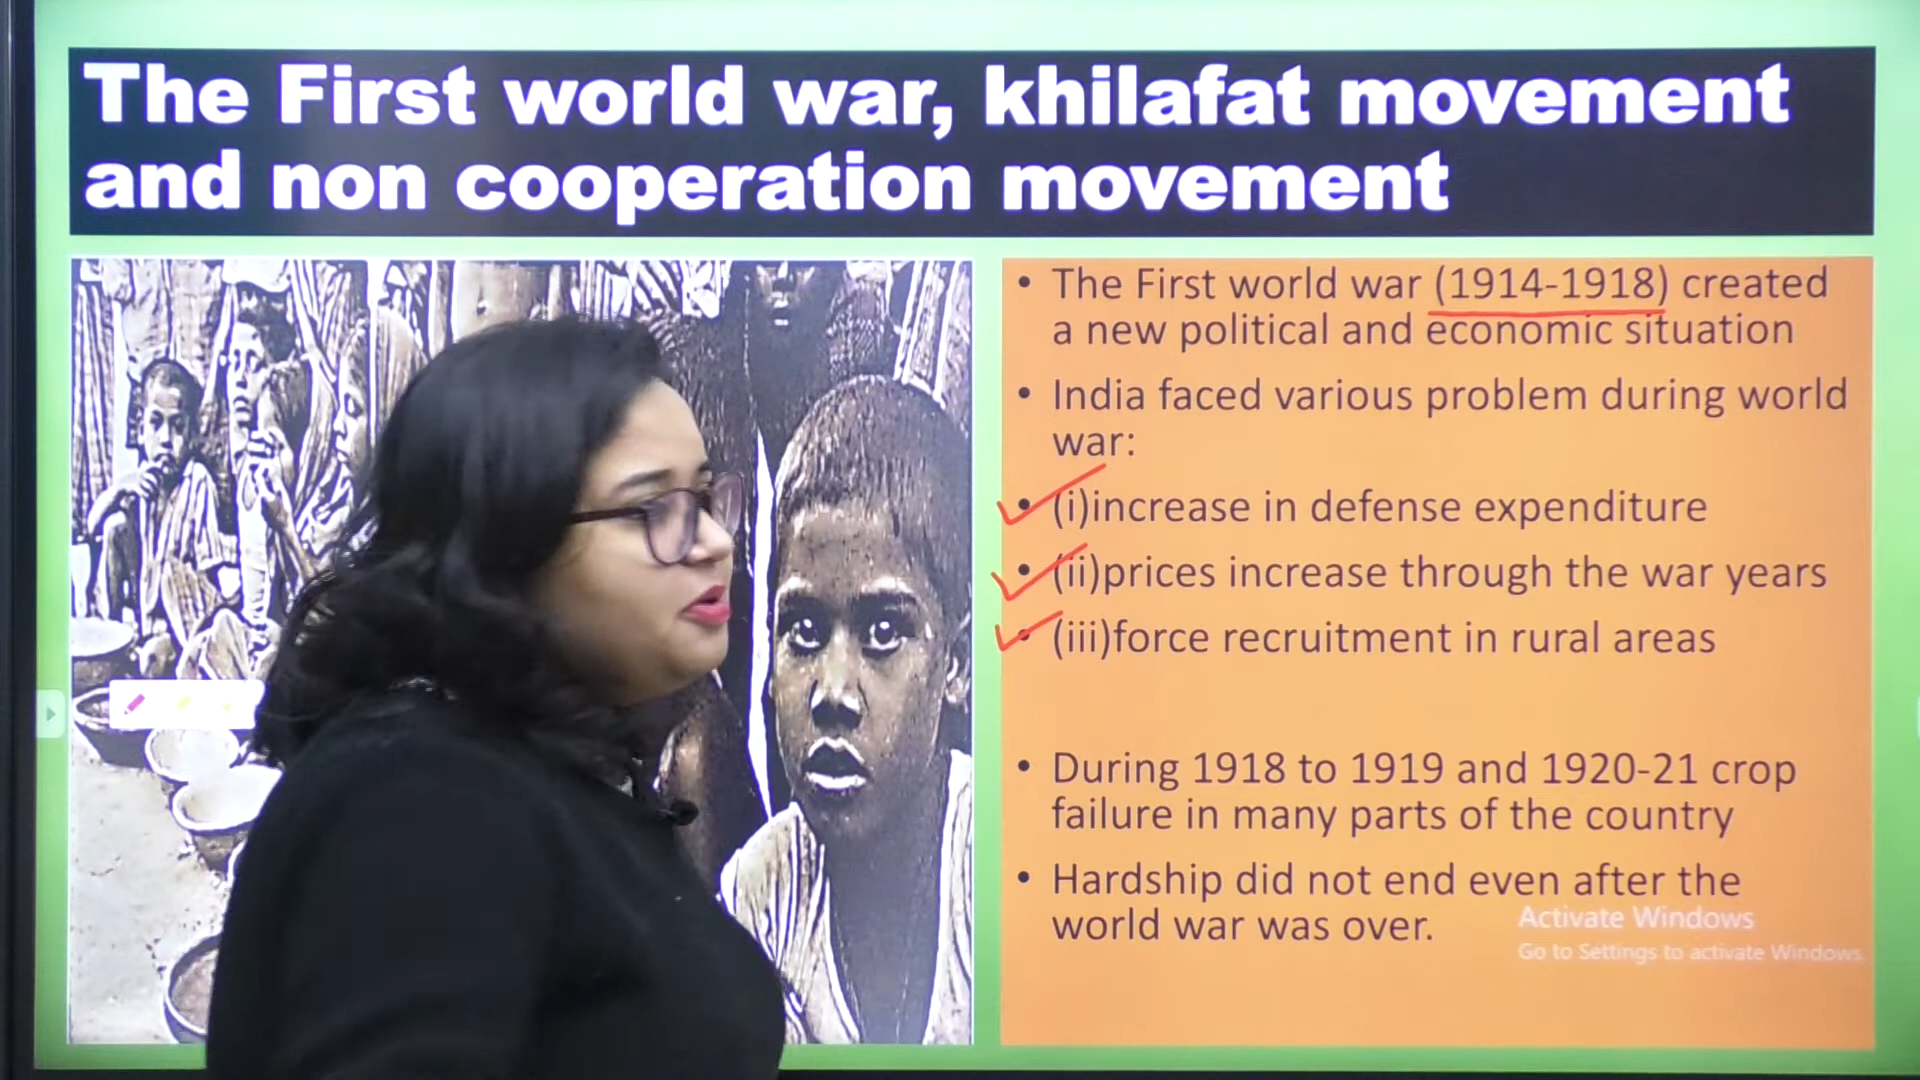 The First world war, khilafat movement
and non cooperation movement
• The First world war (1914-1918) created
a new political and economic situation
• India faced various problem during world
war:
• (i)increase in defense expenditure
• (ii)prices increase through the war years
• (iii)force recruitment in rural areas
• During 1918 to 1919 and 1920-21 crop
failure in many parts of the country
• Hardship did not end even after the
world war was over.
Activate Windows
Go to Settings to activate Windows.